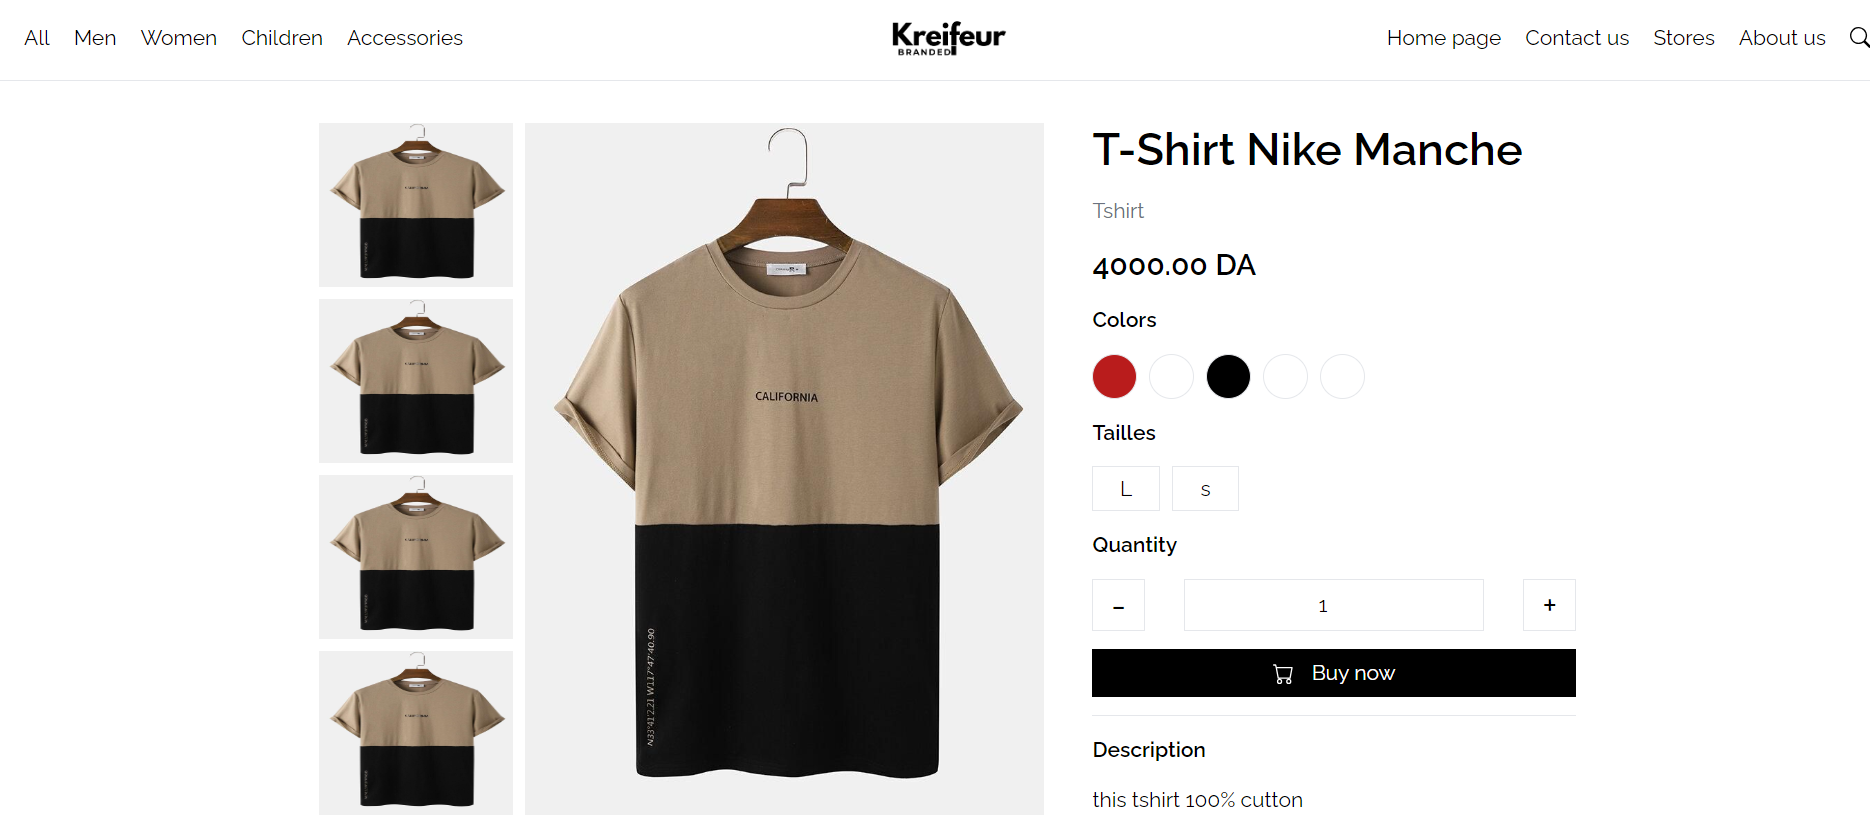 All Men Women Children Accessories
Kreifeur
BRANDED
Home page Contact us Stores About us
CALIFORNIA
N33°41'2.21 W117°47'40.90
T-Shirt Nike Manche
Tshirt
4000.00 DA
Colors
Tailles
L s
Quantity
- 1 +
Buy now
Description
this tshirt 100% cutton